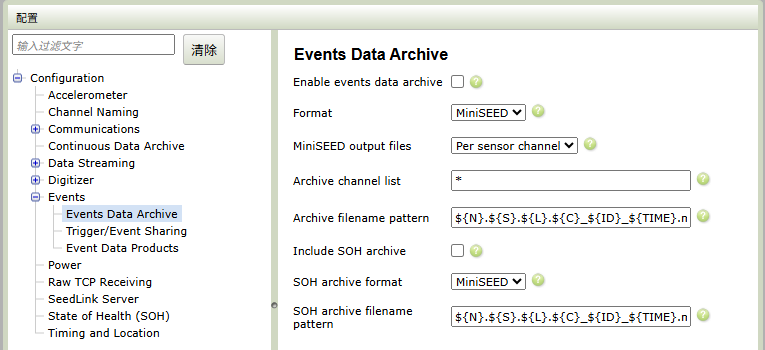 配置
输入过滤文字
清除
Configuration
Accelerometer
Channel Naming
Communications
Continuous Data Archive
Data Streaming
Digitizer
Events
Events Data Archive
Trigger/Event Sharing
Event Data Products
Power
Raw TCP Receiving
SeedLink Server
State of Health (SOH)
Timing and Location
Events Data Archive
Enable events data archive ?
Format MiniSEED ?
MiniSEED output files Per sensor channel ?
Archive channel list * ?
Archive filename pattern ${N}.${S}.${L}.${C}_${ID}_${TIME}.n ?
Include SOH archive ?
SOH archive format MiniSEED ?
SOH archive filename
pattern ${N}.${S}.${L}.${C}_${ID}_${TIME}.n ?